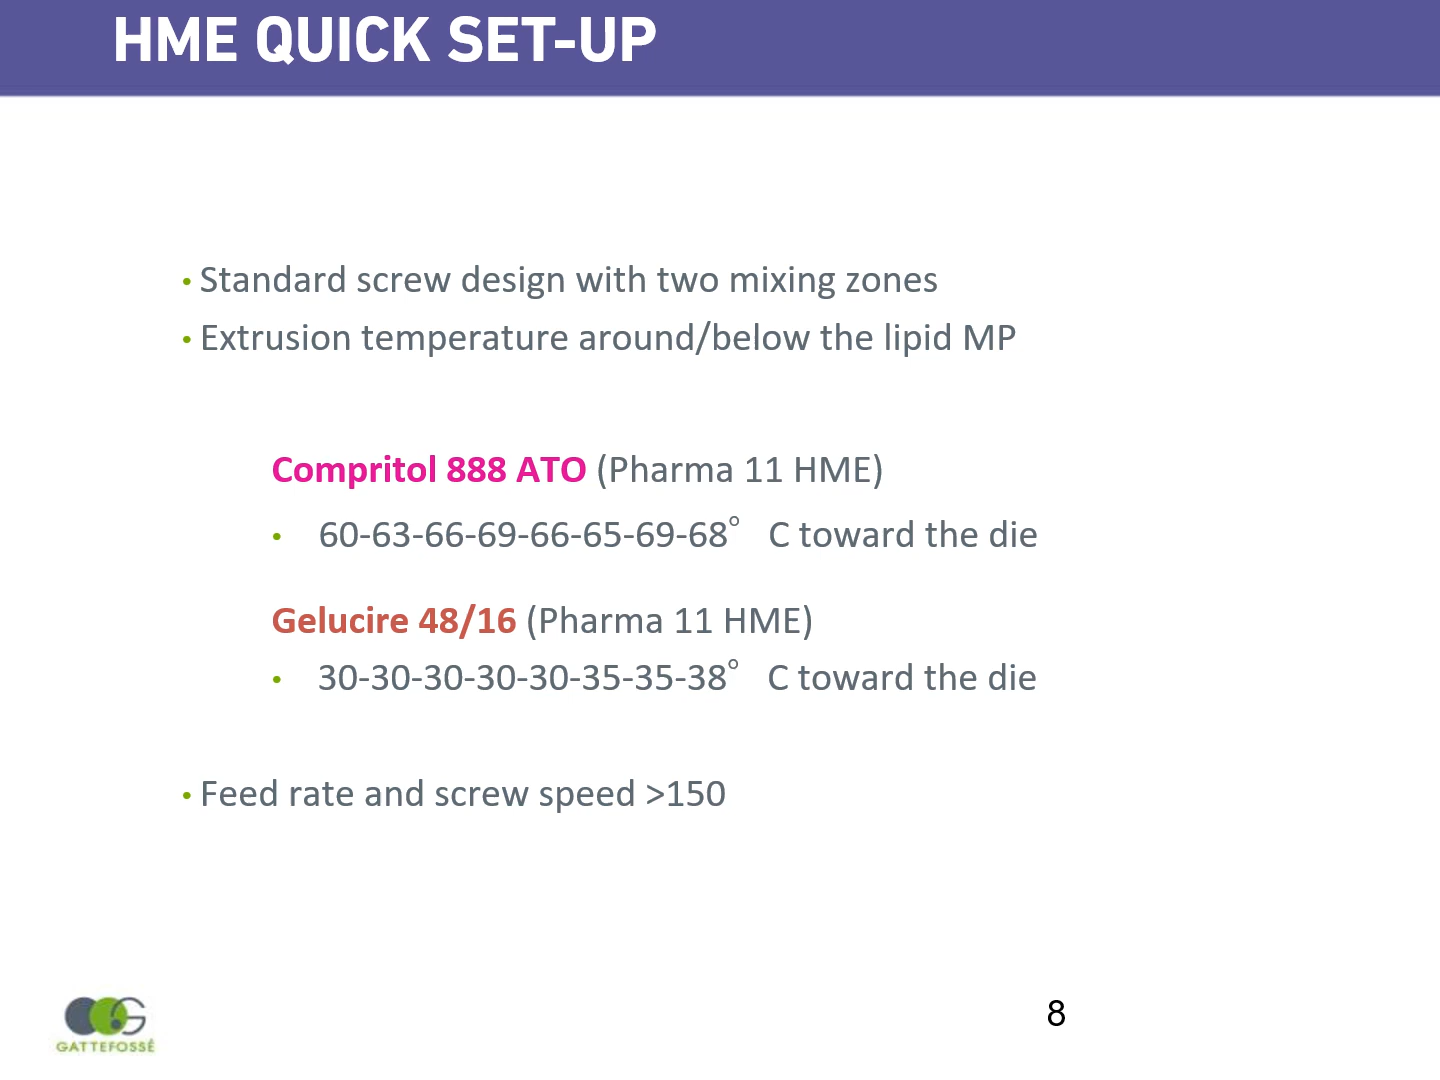 HME QUICK SET-UP
• Standard screw design with two mixing zones
• Extrusion temperature around/below the lipid MP
Compritol 888 ATO (Pharma 11 HME)
• 60-63-66-69-66-65-69-68° C toward the die
Gelucire 48/16 (Pharma 11 HME)
• 30-30-30-30-30-35-35-38° C toward the die
• Feed rate and screw speed >150
GATTEFOSSÉ
8